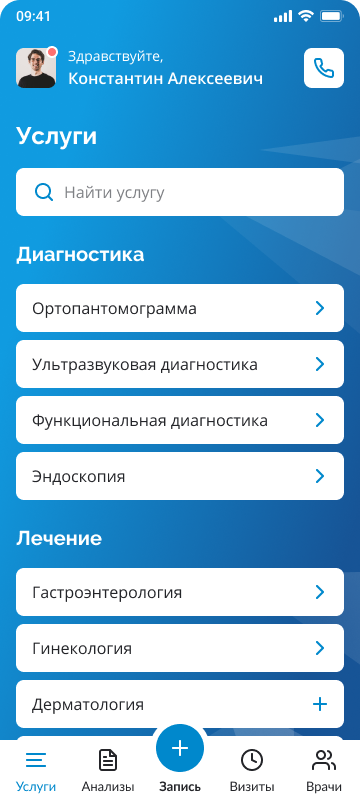 09:41
Здравствуйте,
Константин Алексеевич
Услуги
Найти услугу
Диагностика
Ортопантомограмма
Ультразвуковая диагностика
Функциональная диагностика
Эндоскопия
Лечение
Гастроэнтерология
Гинекология
Дерматология
Услуги Анализы Запись Визиты Врачи